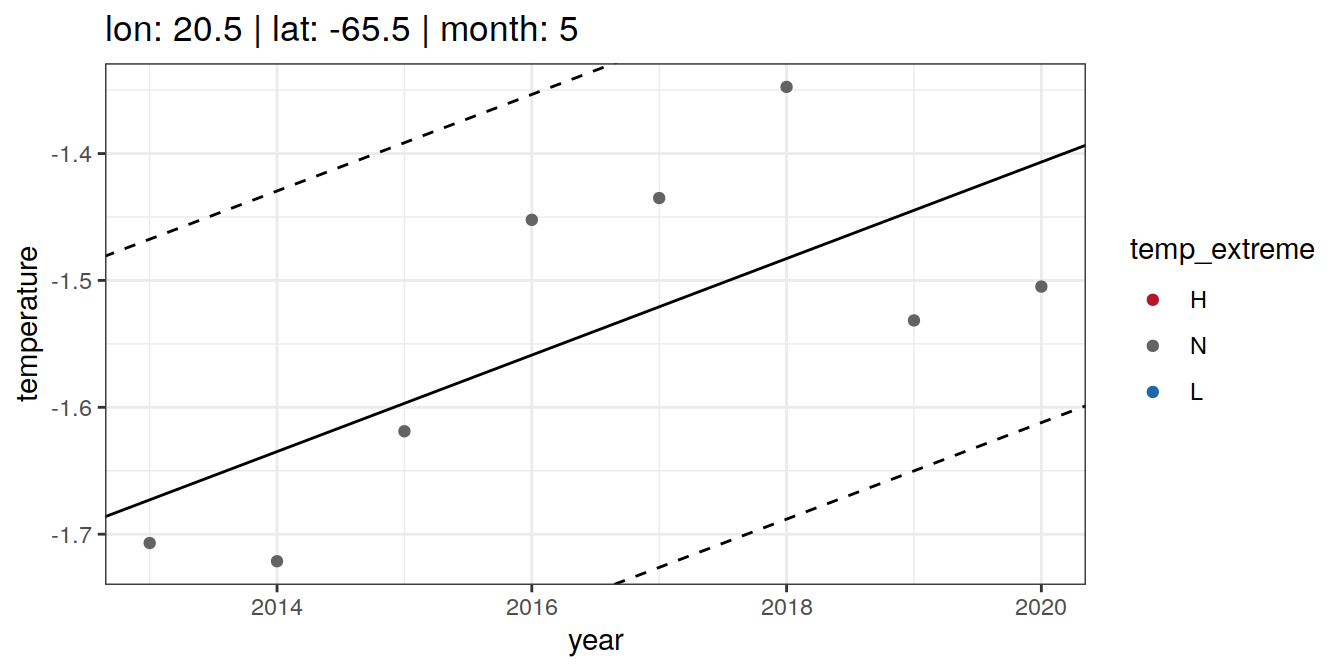 lon: 20.5 | lat: -65.5 | month: 5
temperature
-1.4
-1.5
-1.6
-1.7
2014
2016
2018
2020
year
temp_extreme
H
N
L